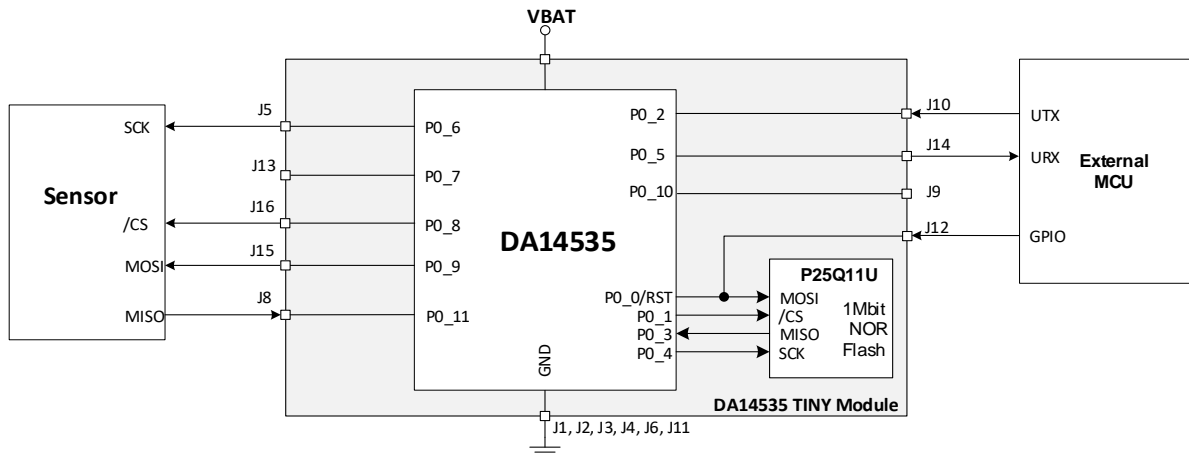 VBAT
Sensor
SCK
/CS
MOSI
MISO
J5
J13
J16
J15
J8
P0_6
P0_7
P0_8
P0_9
P0_11
DA14535
GND
P0_2
P0_5
P0_10
P0_0/RST
P0_1
P0_3
P0_4
P25Q11U
MOSI
/CS
MISO
SCK
1Mbit
NOR
Flash
J10
J14
J9
J12
UTX
URX
GPIO
External
MCU
DA14535 TINY Module
J1, J2, J3, J4, J6, J11